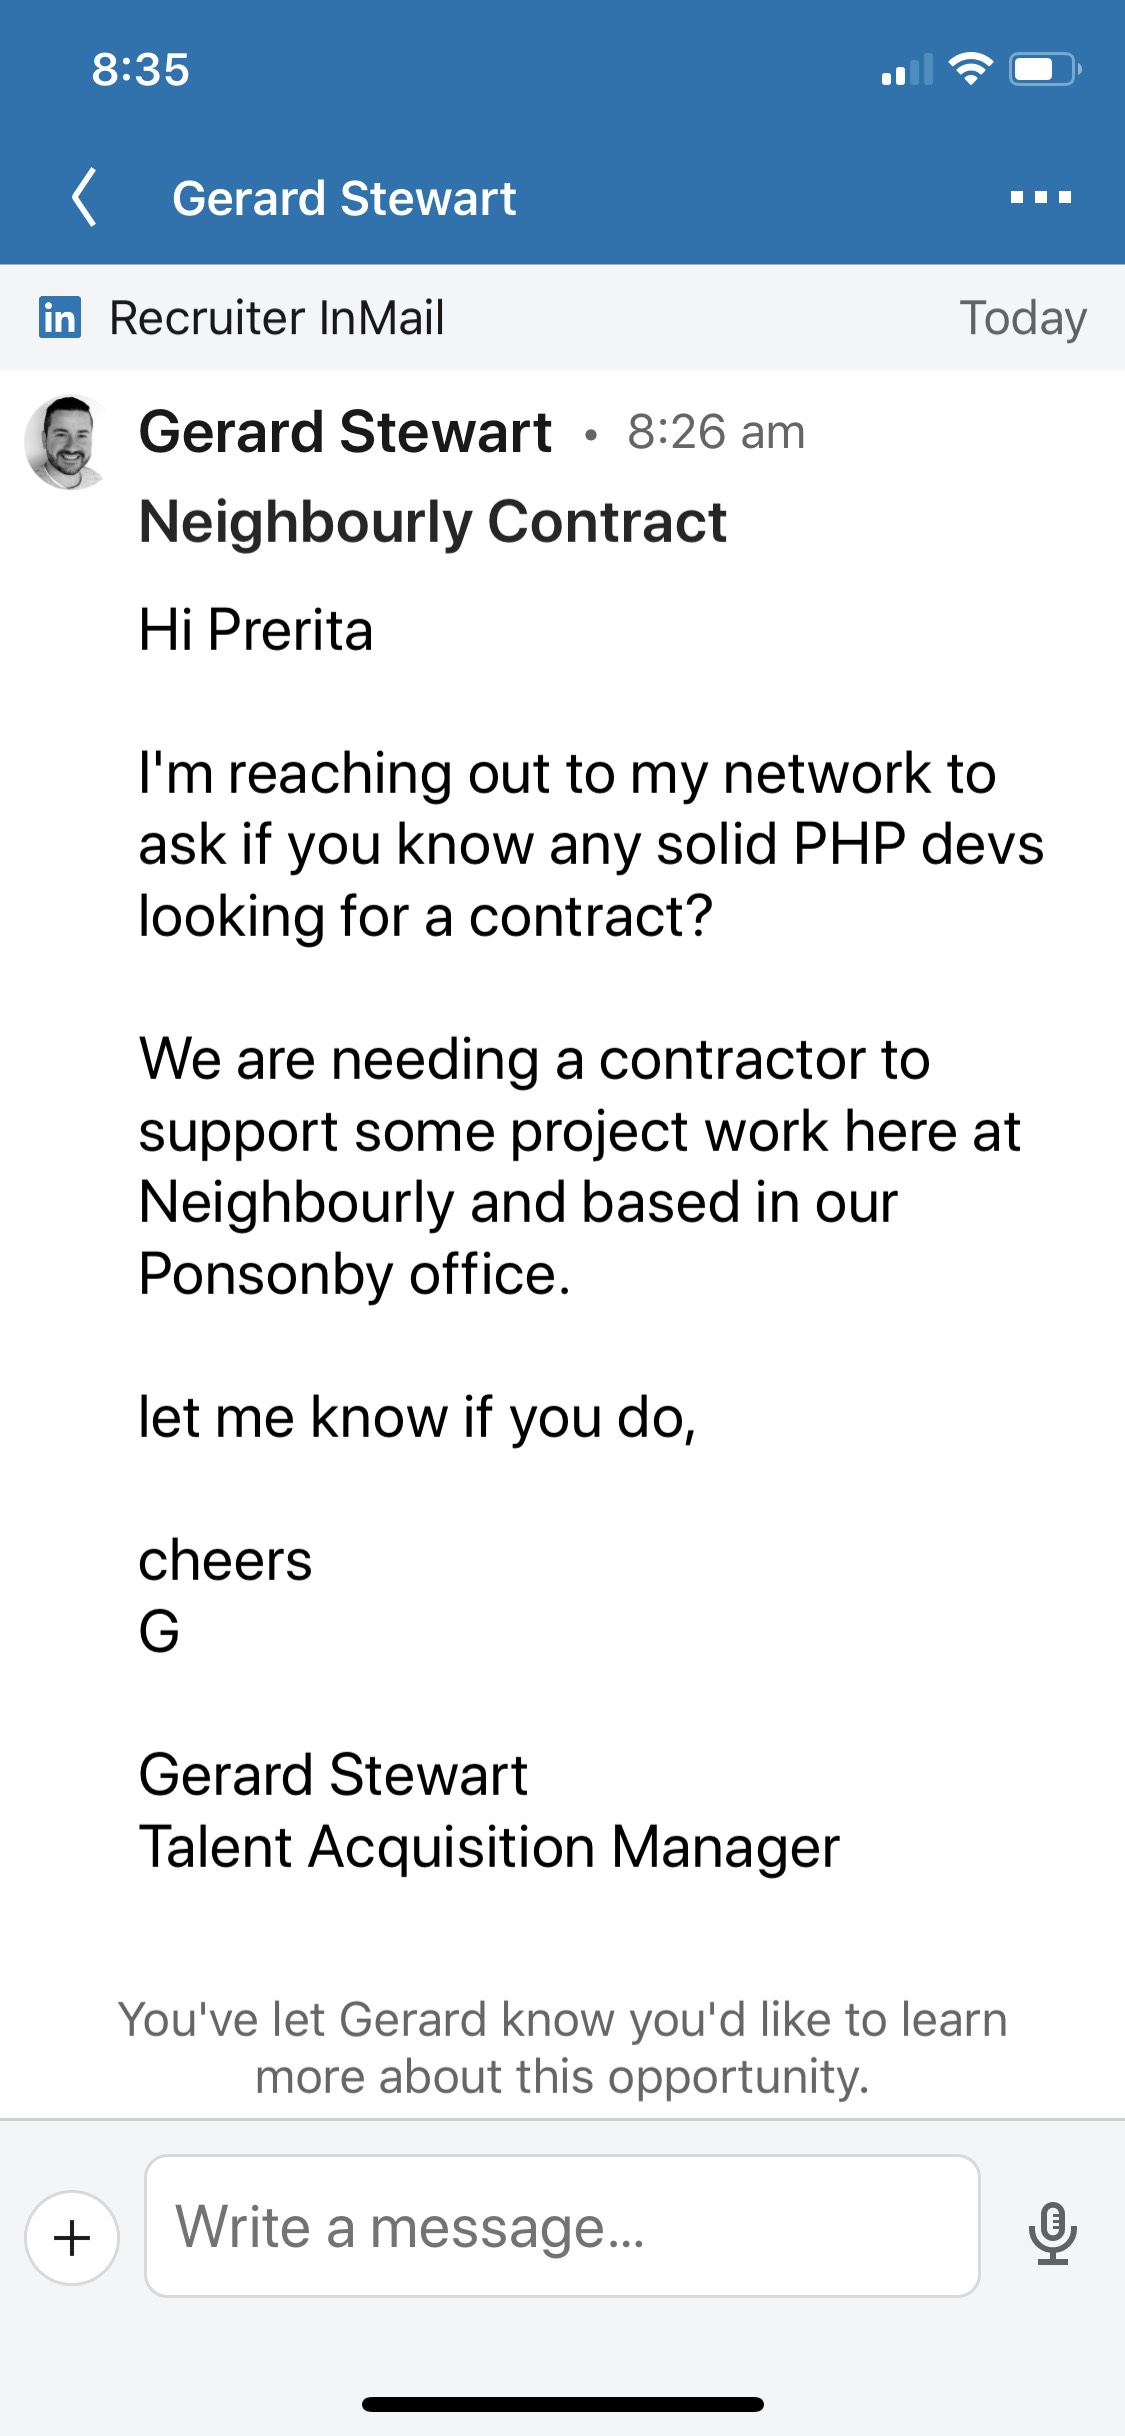 8:35
Gerard Stewart
in Recruiter InMail Today
Gerard Stewart • 8:26 am
Neighbourly Contract
Hi Prerita
I'm reaching out to my network to
ask if you know any solid PHP devs
looking for a contract?
We are needing a contractor to
support some project work here at
Neighbourly and based in our
Ponsonby office.
let me know if you do,
cheers
G
Gerard Stewart
Talent Acquisition Manager
You've let Gerard know you'd like to learn
more about this opportunity.
Write a message...